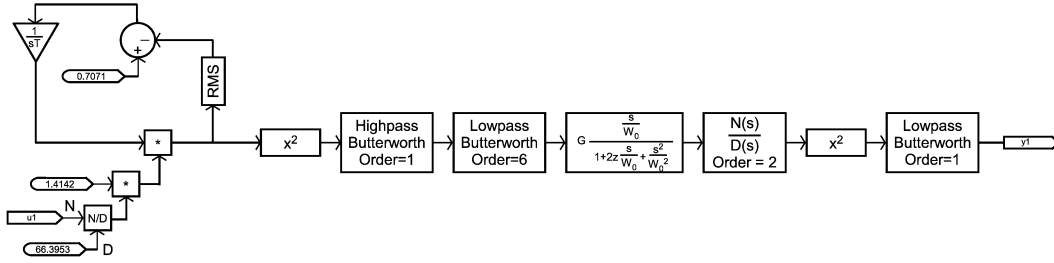 1
sT
−
+
0.7071
RMS
*
1.4142
*
N
u1
N/D
66.3953
D
x²
Highpass
Butterworth
Order=1
Lowpass
Butterworth
Order=6
G
s
W₀
1+2z s/W₀ + s²/W₀²
N(s)
D(s)
Order = 2
x²
Lowpass
Butterworth
Order=1
y1